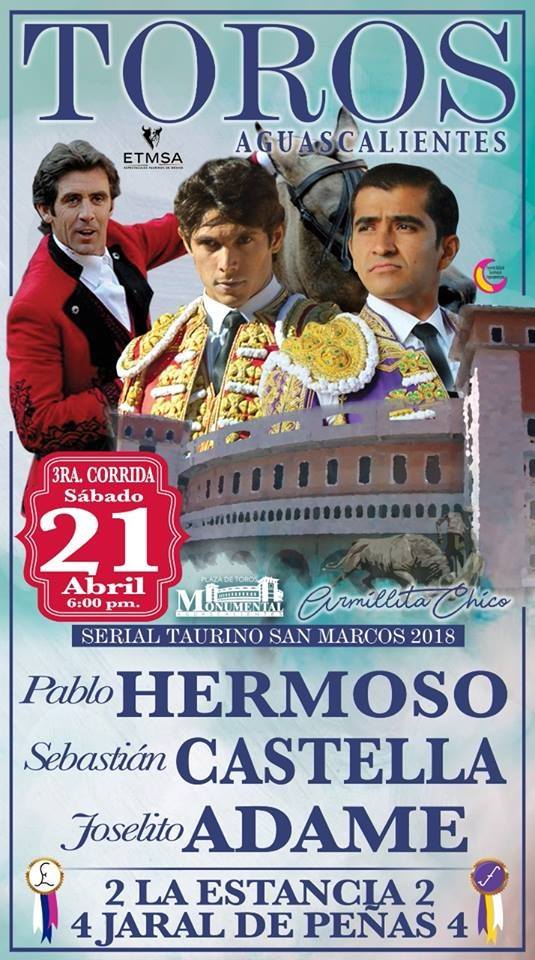 TOROS
AGUASCALIENTES
ETMSA
3RA. CORRIDA
Sábado
21
Abril
6:00 pm.
PLAZA DE TOROS
MONUMENTAL
AGUASCALIENTES
Armillita Chico
SERIAL TAURINO SAN MARCOS 2018
Pablo HERMOSO
Sebastián CASTELLA
Joselito ADAME
2 LA ESTANCIA 2
4 JARAL DE PEÑAS 4